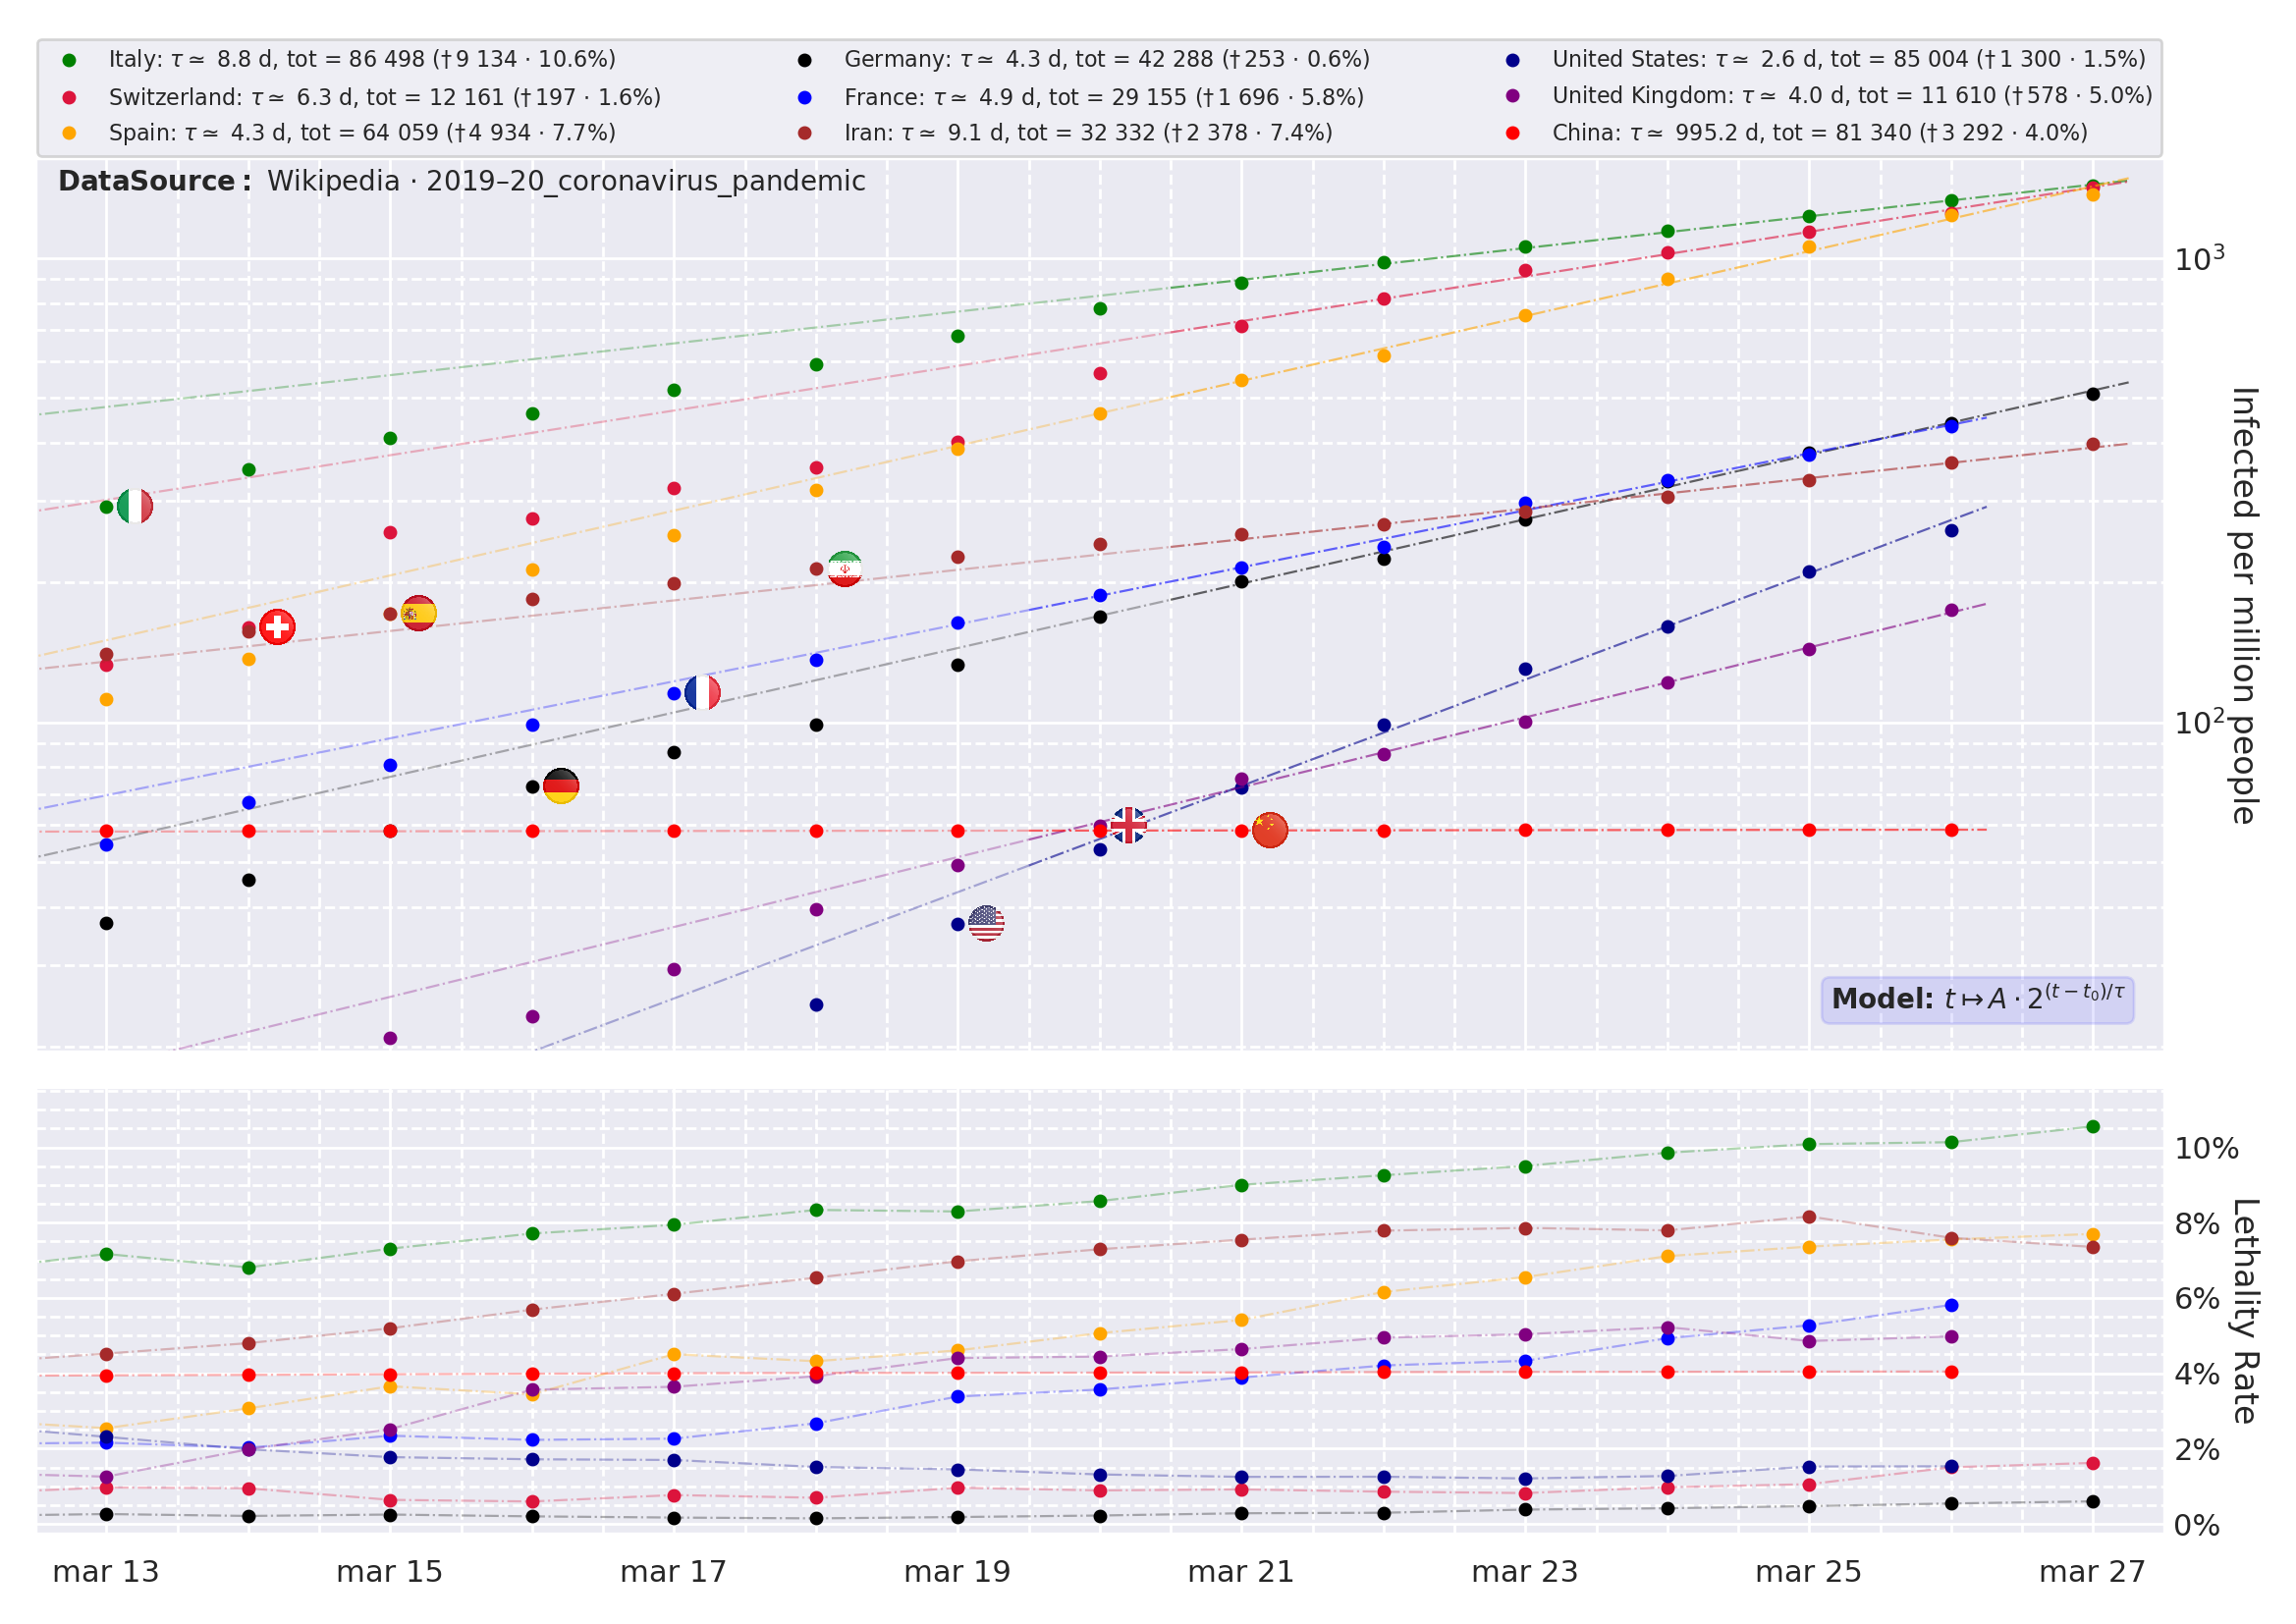 Italy: τ ≃ 8.8 d, tot = 86 498 (†9 134 · 10.6%)
Switzerland: τ ≃ 6.3 d, tot = 12 161 (†197 · 1.6%)
Spain: τ ≃ 4.3 d, tot = 64 059 (†4 934 · 7.7%)
Germany: τ ≃ 4.3 d, tot = 42 288 (†253 · 0.6%)
France: τ ≃ 4.9 d, tot = 29 155 (†1 696 · 5.8%)
Iran: τ ≃ 9.1 d, tot = 32 332 (†2 378 · 7.4%)
United States: τ ≃ 2.6 d, tot = 85 004 (†1 300 · 1.5%)
United Kingdom: τ ≃ 4.0 d, tot = 11 610 (†578 · 5.0%)
China: τ ≃ 995.2 d, tot = 81 340 (†3 292 · 4.0%)
DataSource: Wikipedia · 2019–20_coronavirus_pandemic
10³
10²
Infected per million people
Model: t ↦ A · 2^{(t − t₀)/τ}
10%
8%
6%
4%
2%
0%
Lethality Rate
mar 13 mar 15 mar 17 mar 19 mar 21 mar 23 mar 25 mar 27